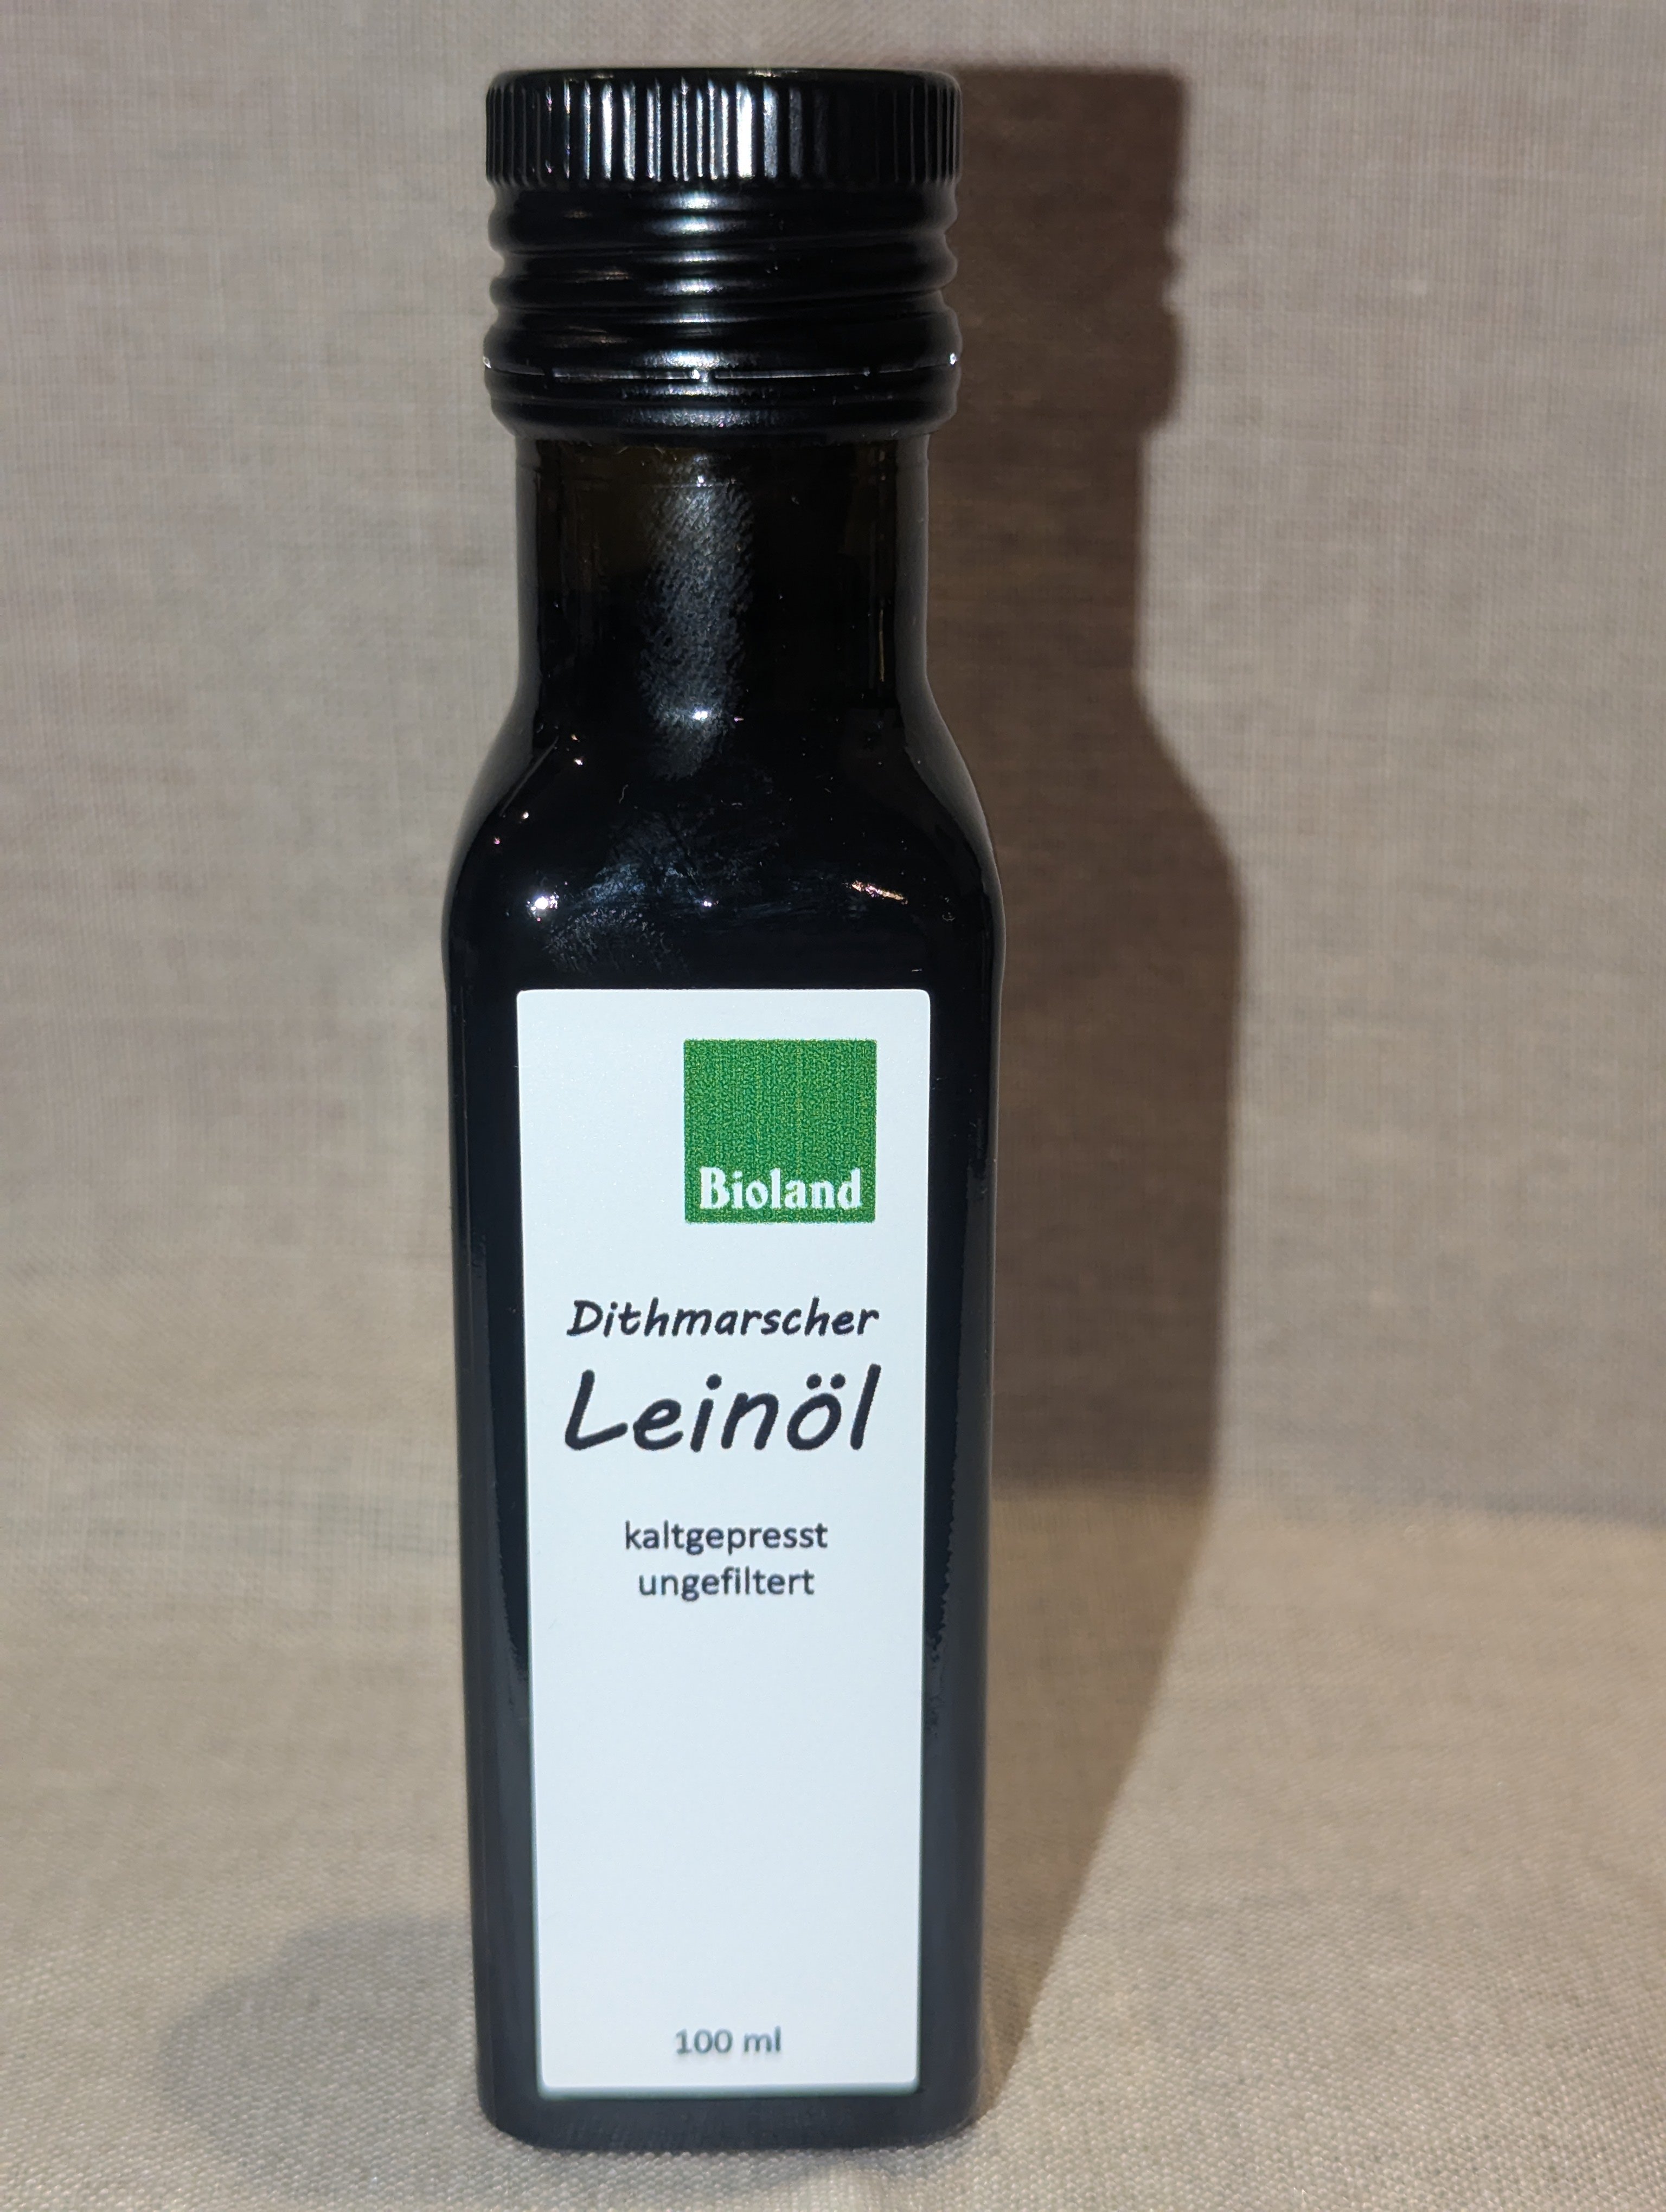 Bioland
Dithmarscher
Leinöl
kaltgepresst
ungefiltert
100 ml